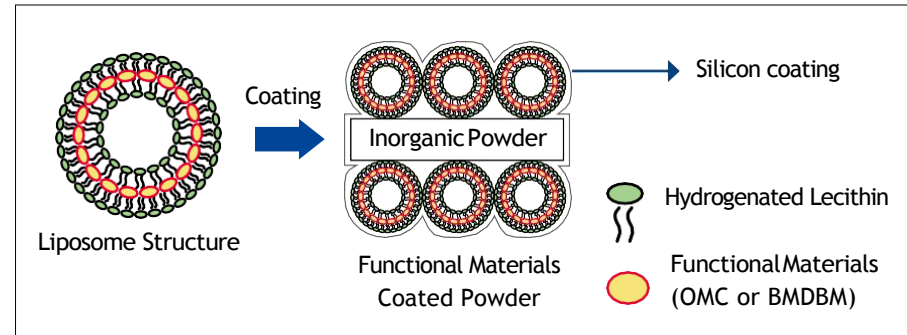 Liposome Structure
Coating
Inorganic Powder
Functional Materials
Coated Powder
Silicon coating
Hydrogenated Lecithin
Functional Materials
(OMC or BMDBM)